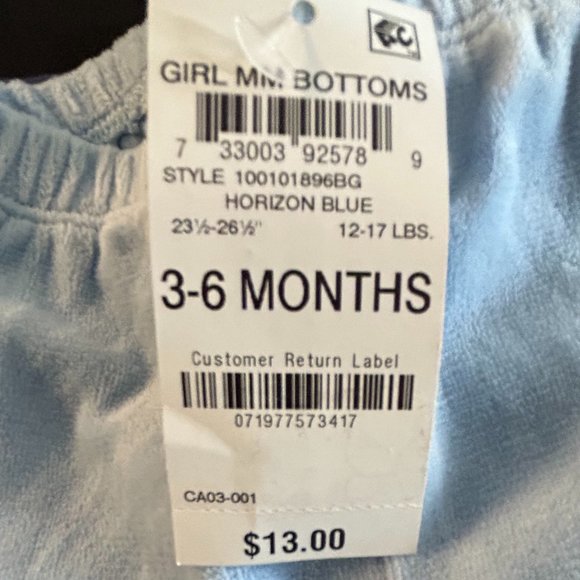 GIRL MM BOTTOMS
7 33003 92578 9
STYLE 100101896BG
HORIZON BLUE
23½-26½" 12-17 LBS.
3-6 MONTHS
Customer Return Label
071977573417
CA03-001
$13.00